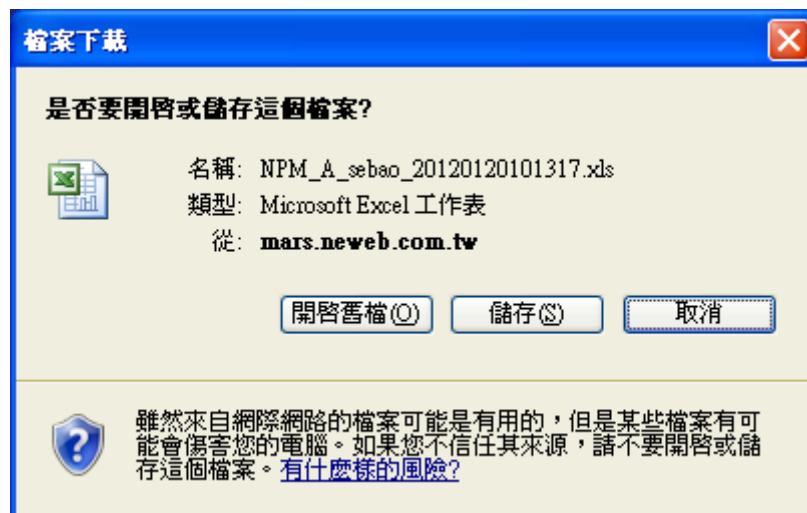 檔案下載
是否要開啓或儲存這個檔案?
名稱: NPM_A_sebao_20120120101317.xls
類型: Microsoft Excel 工作表
從: mars.neweb.com.tw
開啓舊檔(O) 儲存(S) 取消
雖然來自網際網路的檔案可能是有用的，但是某些檔案有可
能會傷害您的電腦。如果您不信任其來源，請不要開啓或儲
存這個檔案。有什麼樣的風險?